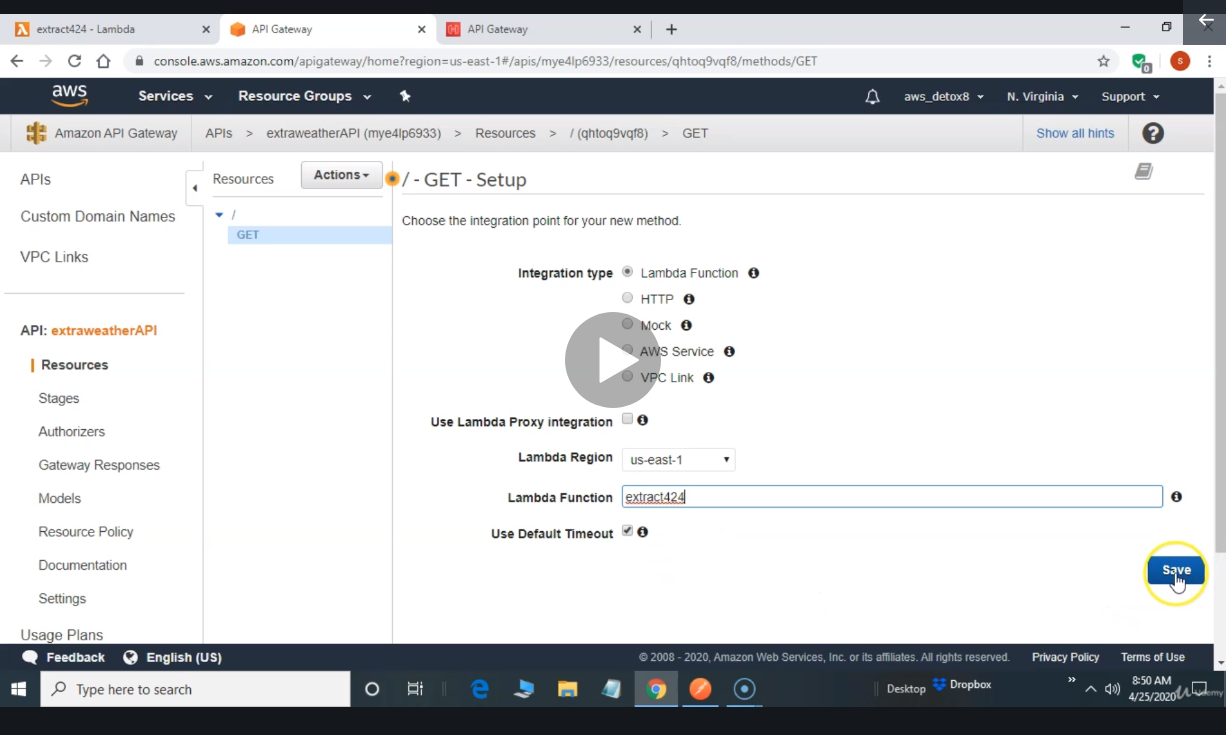 extract424 - Lambda
API Gateway
API Gateway
console.aws.amazon.com/apigateway/home?region=us-east-1#/apis/mye4lp6933/resources/qhtoq9vqf8/methods/GET
0
s
aws Services Resource Groups aws_detox8 N. Virginia Support
Amazon API Gateway APIs > extraweatherAPI (mye4lp6933) > Resources > / (qhtoq9vqf8) > GET Show all hints ?
APIs
Custom Domain Names
VPC Links
API: extraweatherAPI
Resources
Stages
Authorizers
Gateway Responses
Models
Resource Policy
Documentation
Settings
Usage Plans
Resources
Actions
/
GET
/ - GET - Setup
Choose the integration point for your new method.
Integration type Lambda Function
HTTP
Mock
AWS Service
VPC Link
Use Lambda Proxy integration
Lambda Region us-east-1
Lambda Function extract424
Use Default Timeout
Save
Feedback English (US) © 2008 - 2020, Amazon Web Services, Inc. or its affiliates. All rights reserved. Privacy Policy Terms of Use
Type here to search
Desktop
Dropbox
8:50 AM
4/25/2020
Udemy